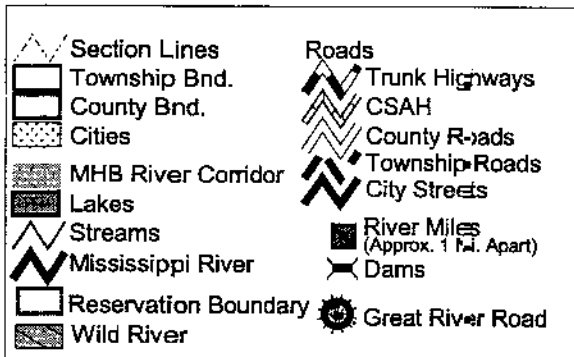 Section Lines
Township Bnd.
County Bnd.
Cities
MHB River Corridor
Lakes
Streams
Mississippi River
Reservation Boundary
Wild River
Roads
Trunk Highways
CSAH
County Roads
Township Roads
City Streets
River Miles
(Approx. 1 Mi. Apart)
Dams
Great River Road